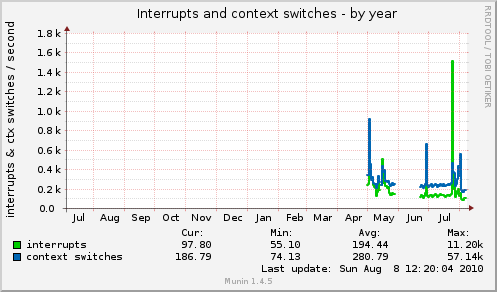 Interrupts and context switches - by year
RRDTOOL / TOBI OETIKER
interrupts & ctx switches / second
1.8 k
1.6 k
1.4 k
1.2 k
1.0 k
0.8 k
0.6 k
0.4 k
0.2 k
0.0
Jul Aug Sep Oct Nov Dec Jan Feb Mar Apr May Jun Jul
Cur: Min: Avg: Max:
interrupts 97.80 55.10 194.44 11.20k
context switches 186.79 74.13 280.79 57.14k
Last update: Sun Aug 8 12:20:04 2010
Munin 1.4.5